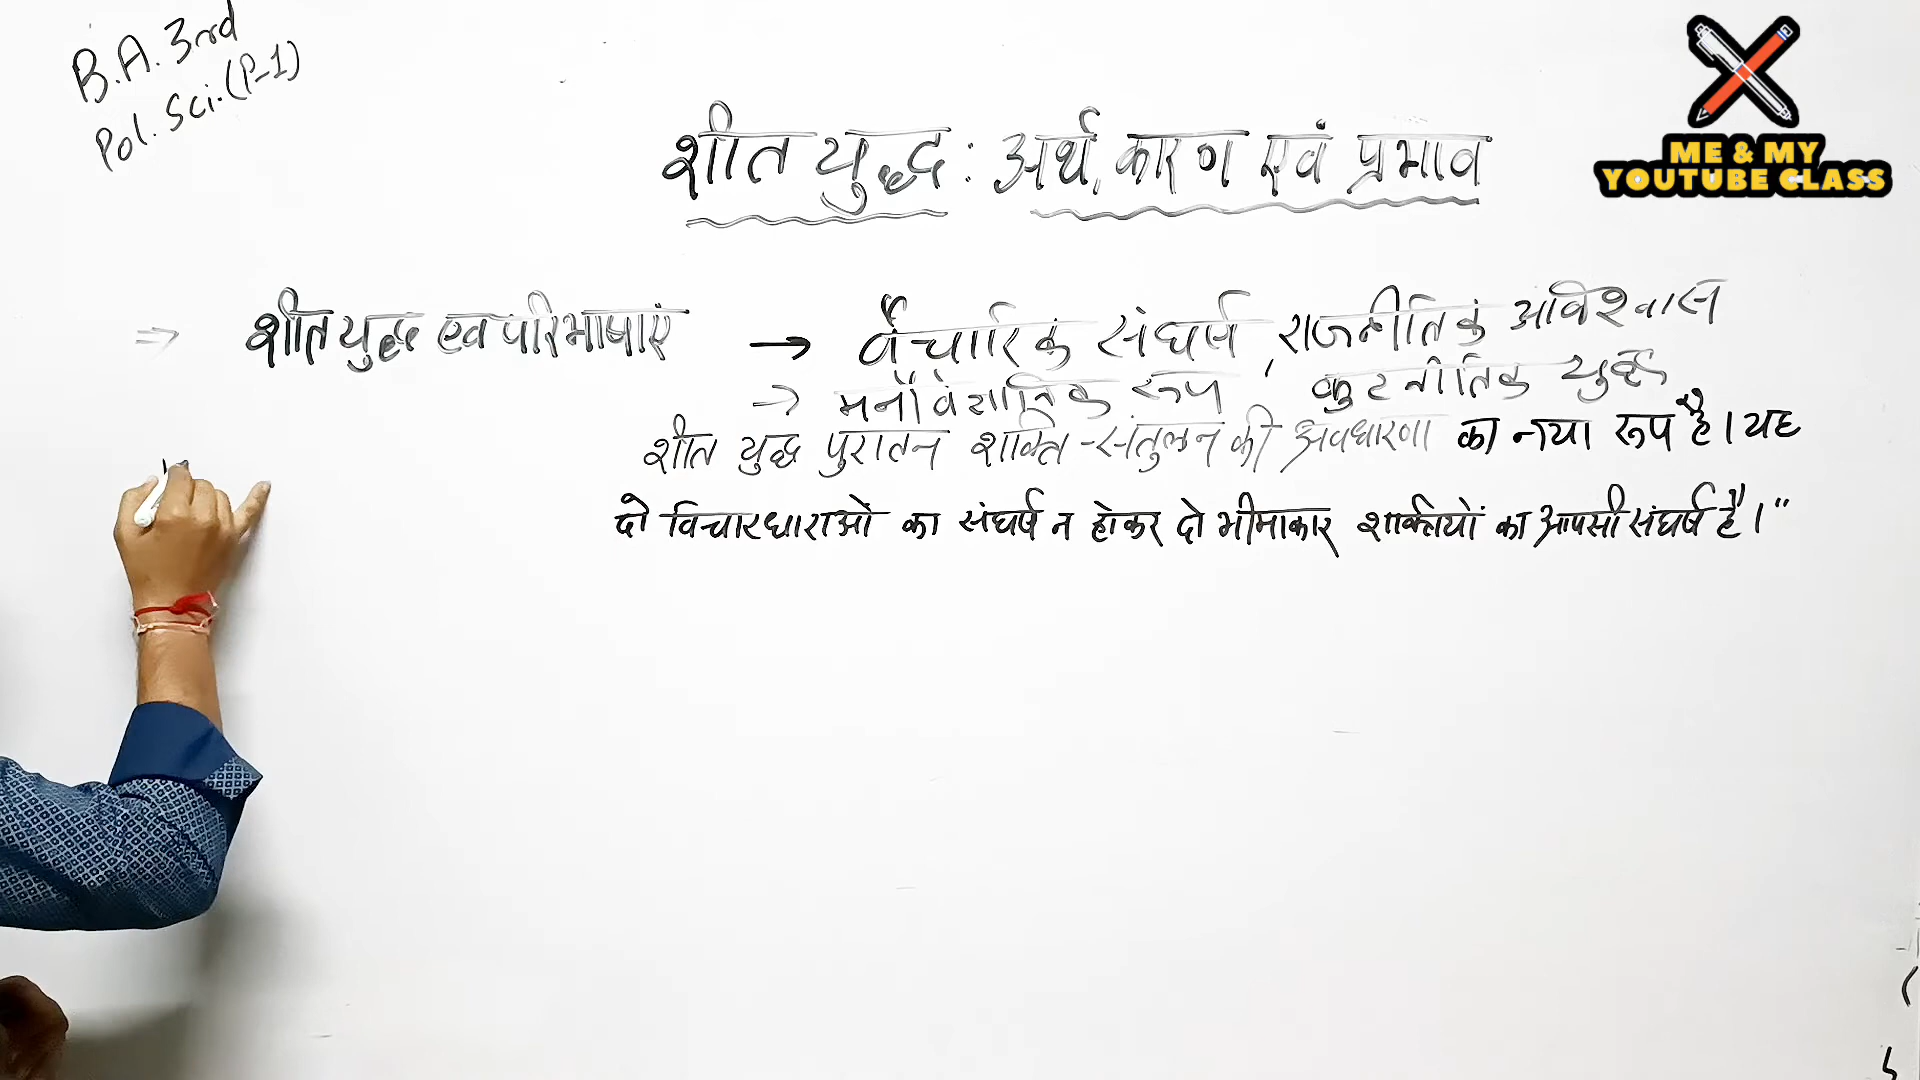 B.A. 3rd
Pol. Sci. (P-1)
ME & MY
YOUTUBE CLASS
शीत युद्ध : अर्थ, कारण एवं प्रभाव
⇒ शीत युद्ध एव परिभाषाएं → वैचारिक संघर्ष, राजनीतिक अविश्वास
→ मनोवैज्ञानिक रूप, कुटनीतिक युद्ध
शीत युद्ध पुरातन शक्ति-संतुलन की अवधारणा का नया रूप है। यह
दो विचारधाराओं का संघर्ष न होकर दो भीमाकार शक्तियों का आपसी संघर्ष है।"